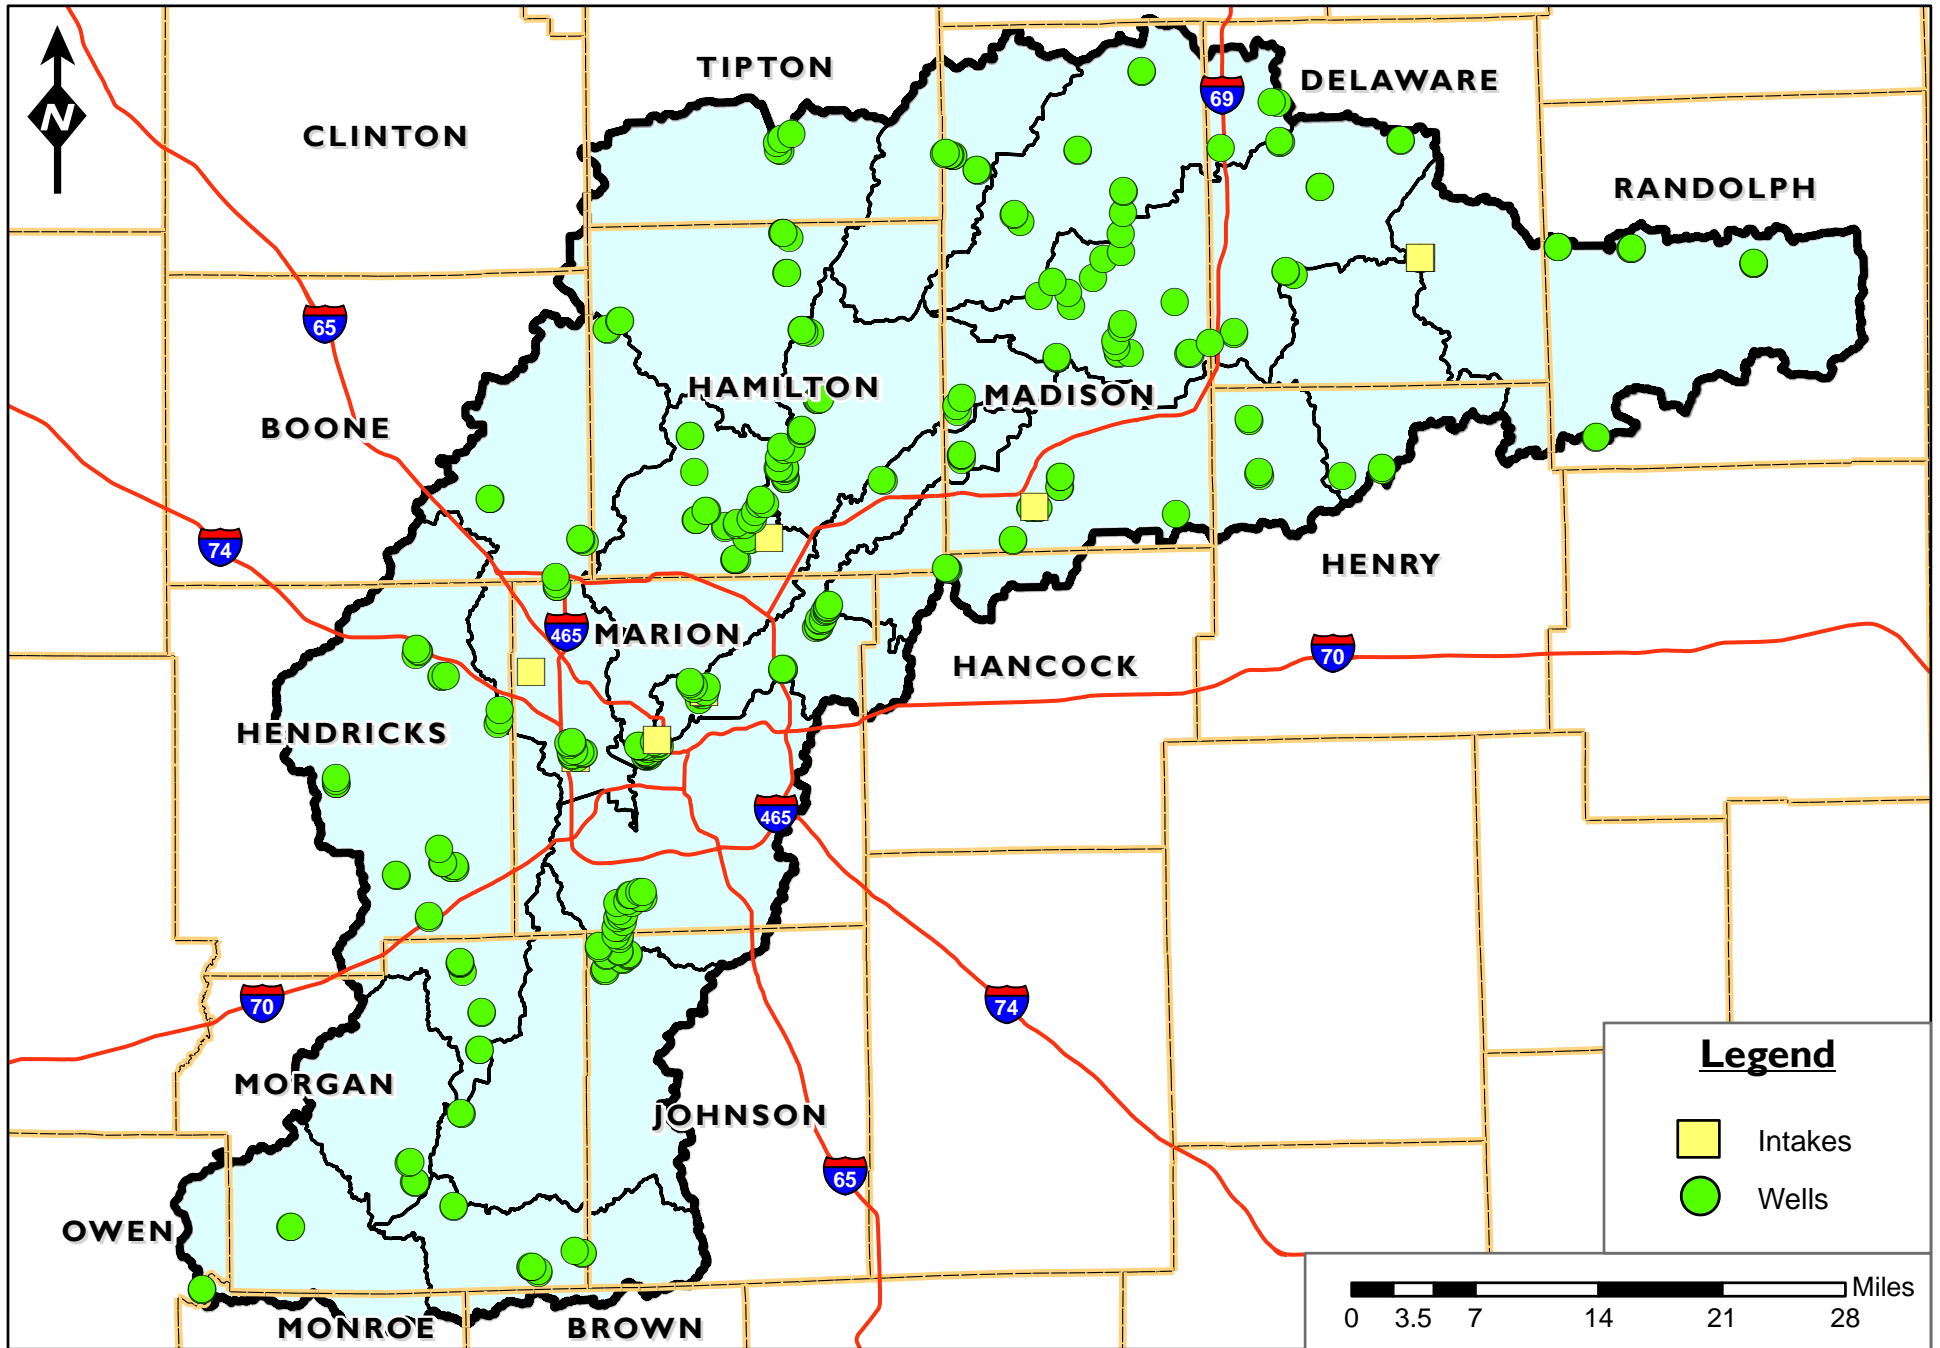 TIPTON
DELAWARE
69
N
CLINTON
RANDOLPH
65
HAMILTON
MADISON
BOONE
74
HENRY
465
MARION
70
HANCOCK
HENDRICKS
465
70
74
MORGAN
JOHNSON
65
OWEN
MONROE
BROWN
Legend
Intakes
Wells
Miles
0 3.5 7 14 21 28